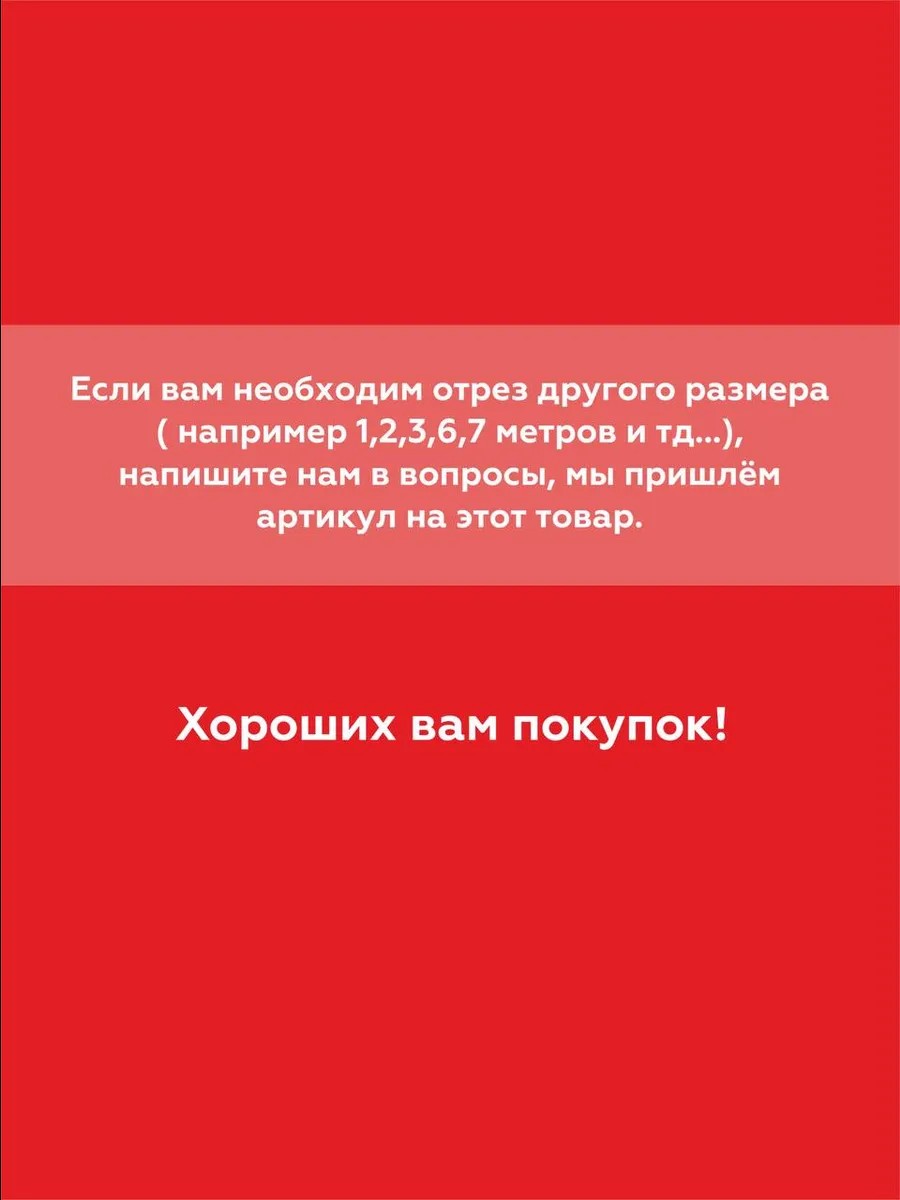 Если вам необходим отрез другого размера
( например 1,2,3,6,7 метров и тд...),
напишите нам в вопросы, мы пришлём
артикул на этот товар.
Хороших вам покупок!